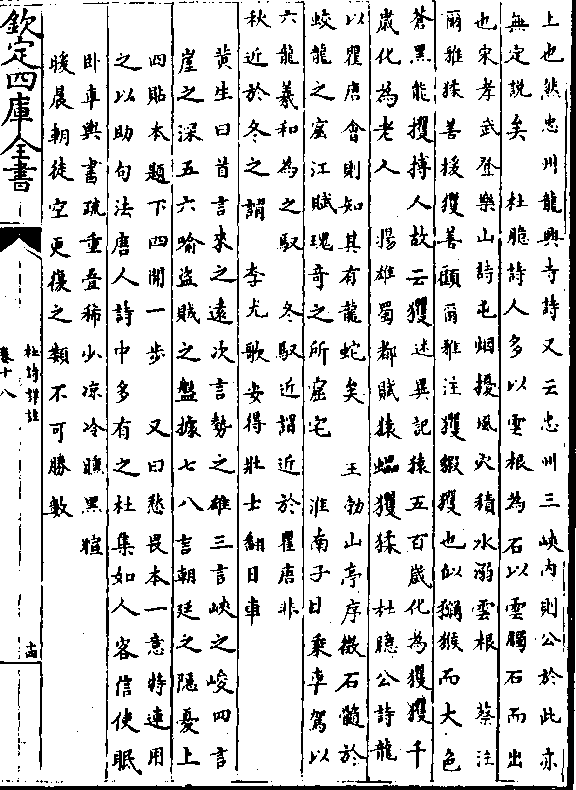 上也然忠州龍興寺詩又云忠州三峽内則公於此亦
無定説矣　杜臆詩人多以雲根為石以雲觸石而出
也宋孝武登樂山詩屯烟擾風穴積水溺雲根　蔡注
爾雅猱善援玃善顧爾雅注玃猳玃也似獼猴而大色
蒼黑能攫搏人故云玃述異記猿五百歲化為玃玃千
歲化為老人　揚雄蜀都賦猿蠝玃猱　杜臆公詩龍
以瞿唐會則知其有龍蛇矣　王勃山亭序徵石髓於
蛟龍之窟江賦瑰奇之所窟宅　淮南子日乘車駕以
六龍羲和為之馭　冬馭近謂近於瞿唐非
秋近於冬之謂　李尤歌安得壯士翻日車
黄生曰首言來之遠次言勢之雄三言峽之峻四言
崖之深五六喻盜賊之盤據七八言朝廷之隱憂上
四貼本題下四開一步　又曰愁畏本一意特連用
之以助句法唐人詩中多有之杜集如人客信使眠
卧車輿書疏重疊稀少凉冷曛黑暄
暖晨朝徒空更復之類不可勝數
欽定四庫全書
杜詩詳註
卷十八